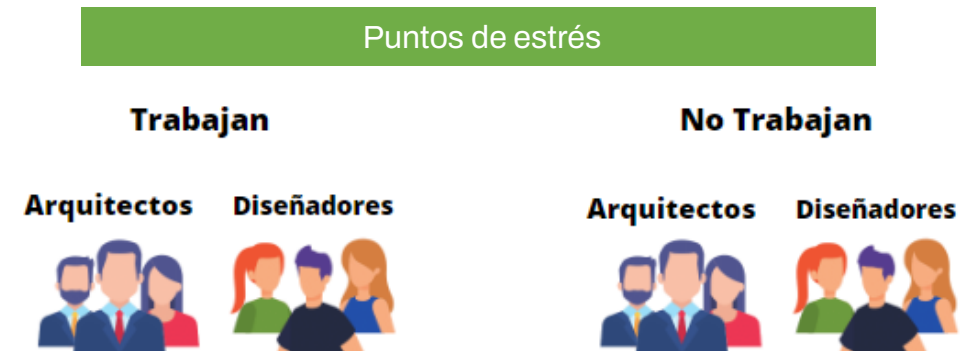 Puntos de estrés
Trabajan
No Trabajan
Arquitectos
Diseñadores
Arquitectos
Diseñadores